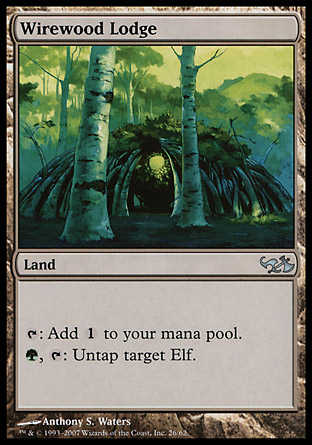 Wirewood Lodge
Land
: Add 1 to your mana pool.
, : Untap target Elf.
Anthony S. Waters
™ & © 1993–2007 Wizards of the Coast, Inc. 26/62